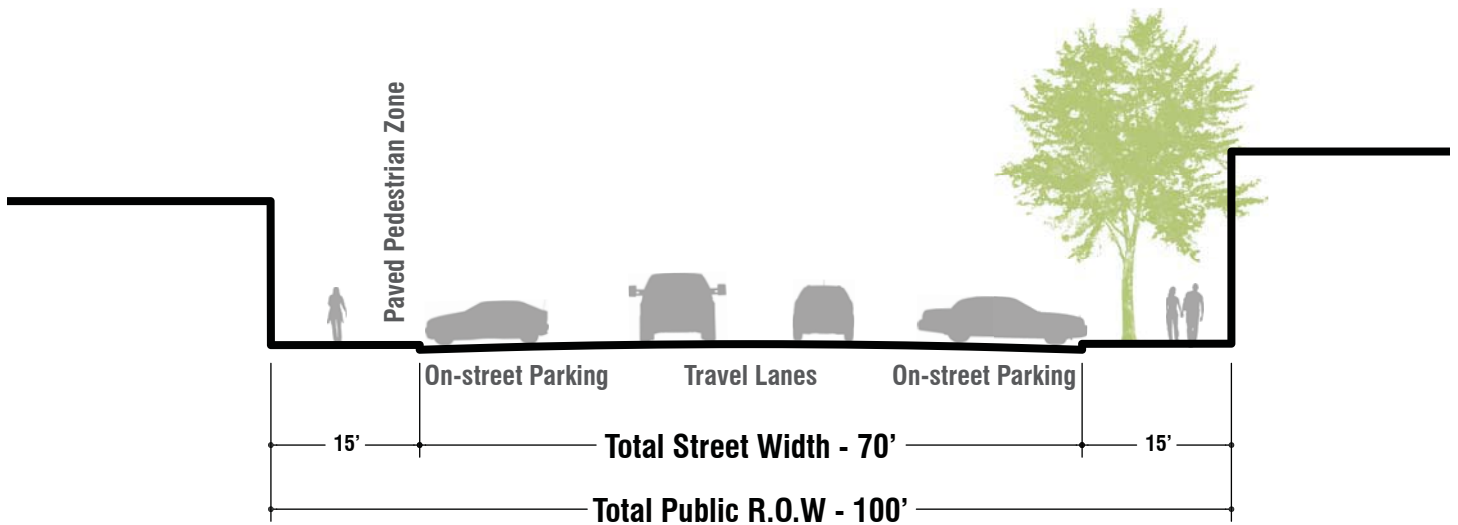 Paved Pedestrian Zone
On-street Parking
Travel Lanes
On-street Parking
15’
Total Street Width - 70’
15’
Total Public R.O.W - 100’